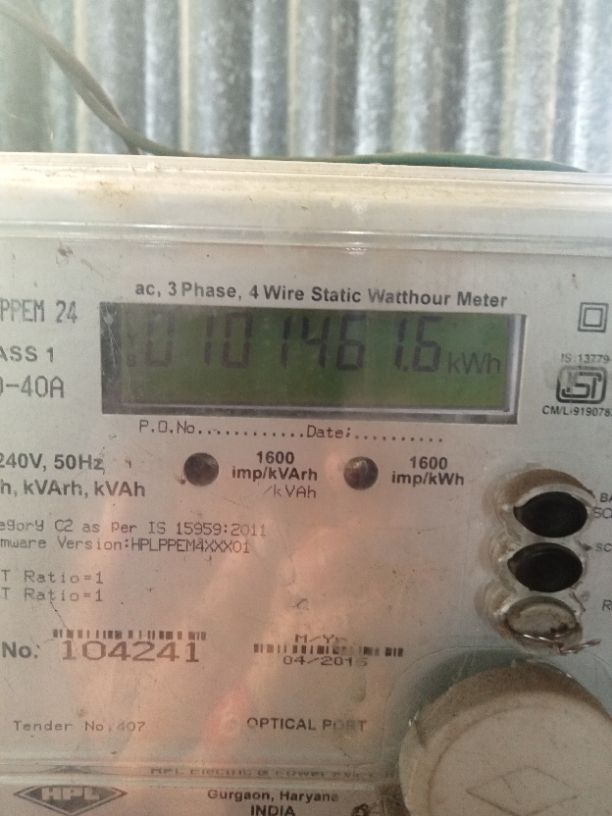 ac, 3 Phase, 4 Wire Static Watthour Meter
PPEM 24
ASS 1
-40A
0101461.6 kWh
IS:13779
CM/L-919078
P.O.No............Date:..........
240V, 50Hz
h, kVArh, kVAh
1600
imp/kVArh
/kVAh
1600
imp/kWh
egory C2 as per IS 15959:2011
mware Version:HPLPPEM4XXX01
T Ratio=1
T Ratio=1
No. 104241
M/Yr
04/2016
Tender No.407
OPTICAL PORT
HPL
Gurgaon, Haryana
INDIA